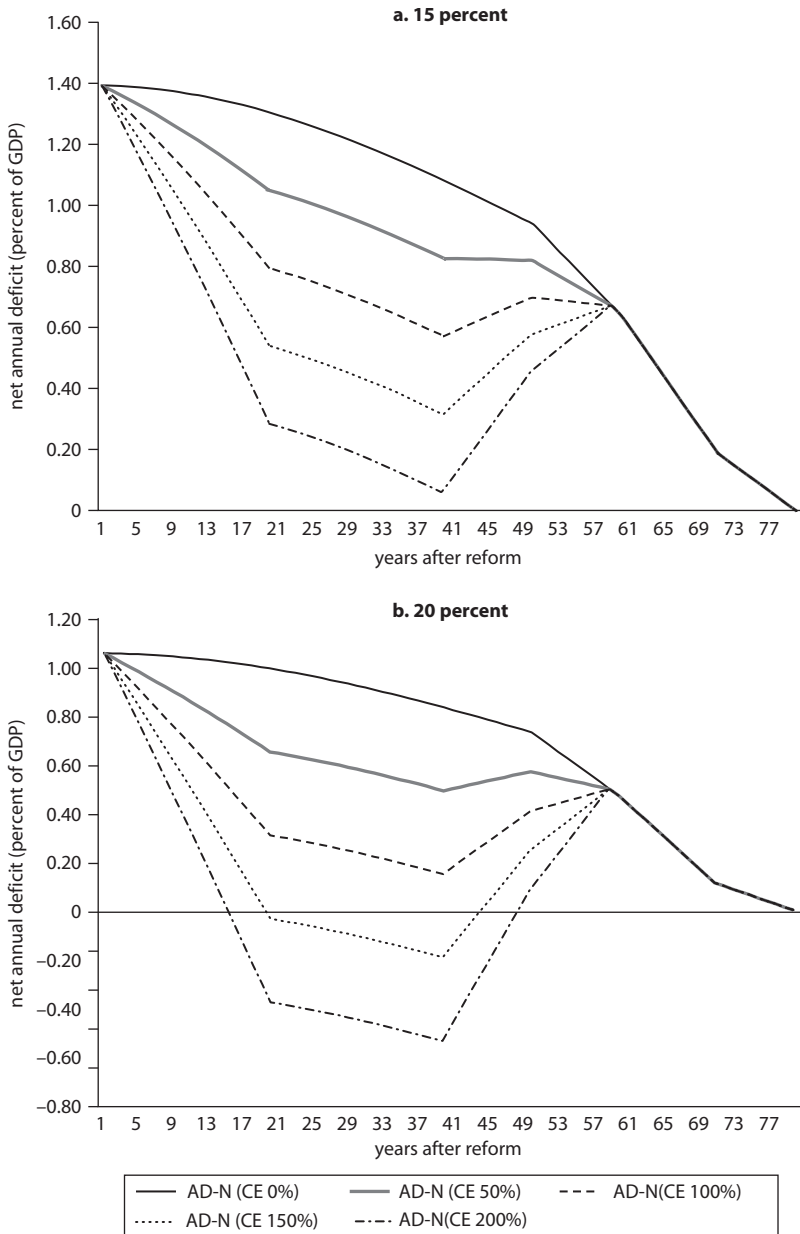 a. 15 percent
1.60
1.40
1.20
1.00
0.80
0.60
0.40
0.20
0
net annual deficit (percent of GDP)
1 5 9 13 17 21 25 29 33 37 41 45 49 53 57 61 65 69 73 77
years after reform
b. 20 percent
1.20
1.00
0.80
0.60
0.40
0.20
0
–0.20
–0.40
–0.60
–0.80
net annual deficit (percent of GDP)
1 5 9 13 17 21 25 29 33 37 41 45 49 53 57 61 65 69 73 77
years after reform
AD-N (CE 0%) AD-N (CE 50%) AD-N(CE 100%)
AD-N (CE 150%) AD-N(CE 200%)